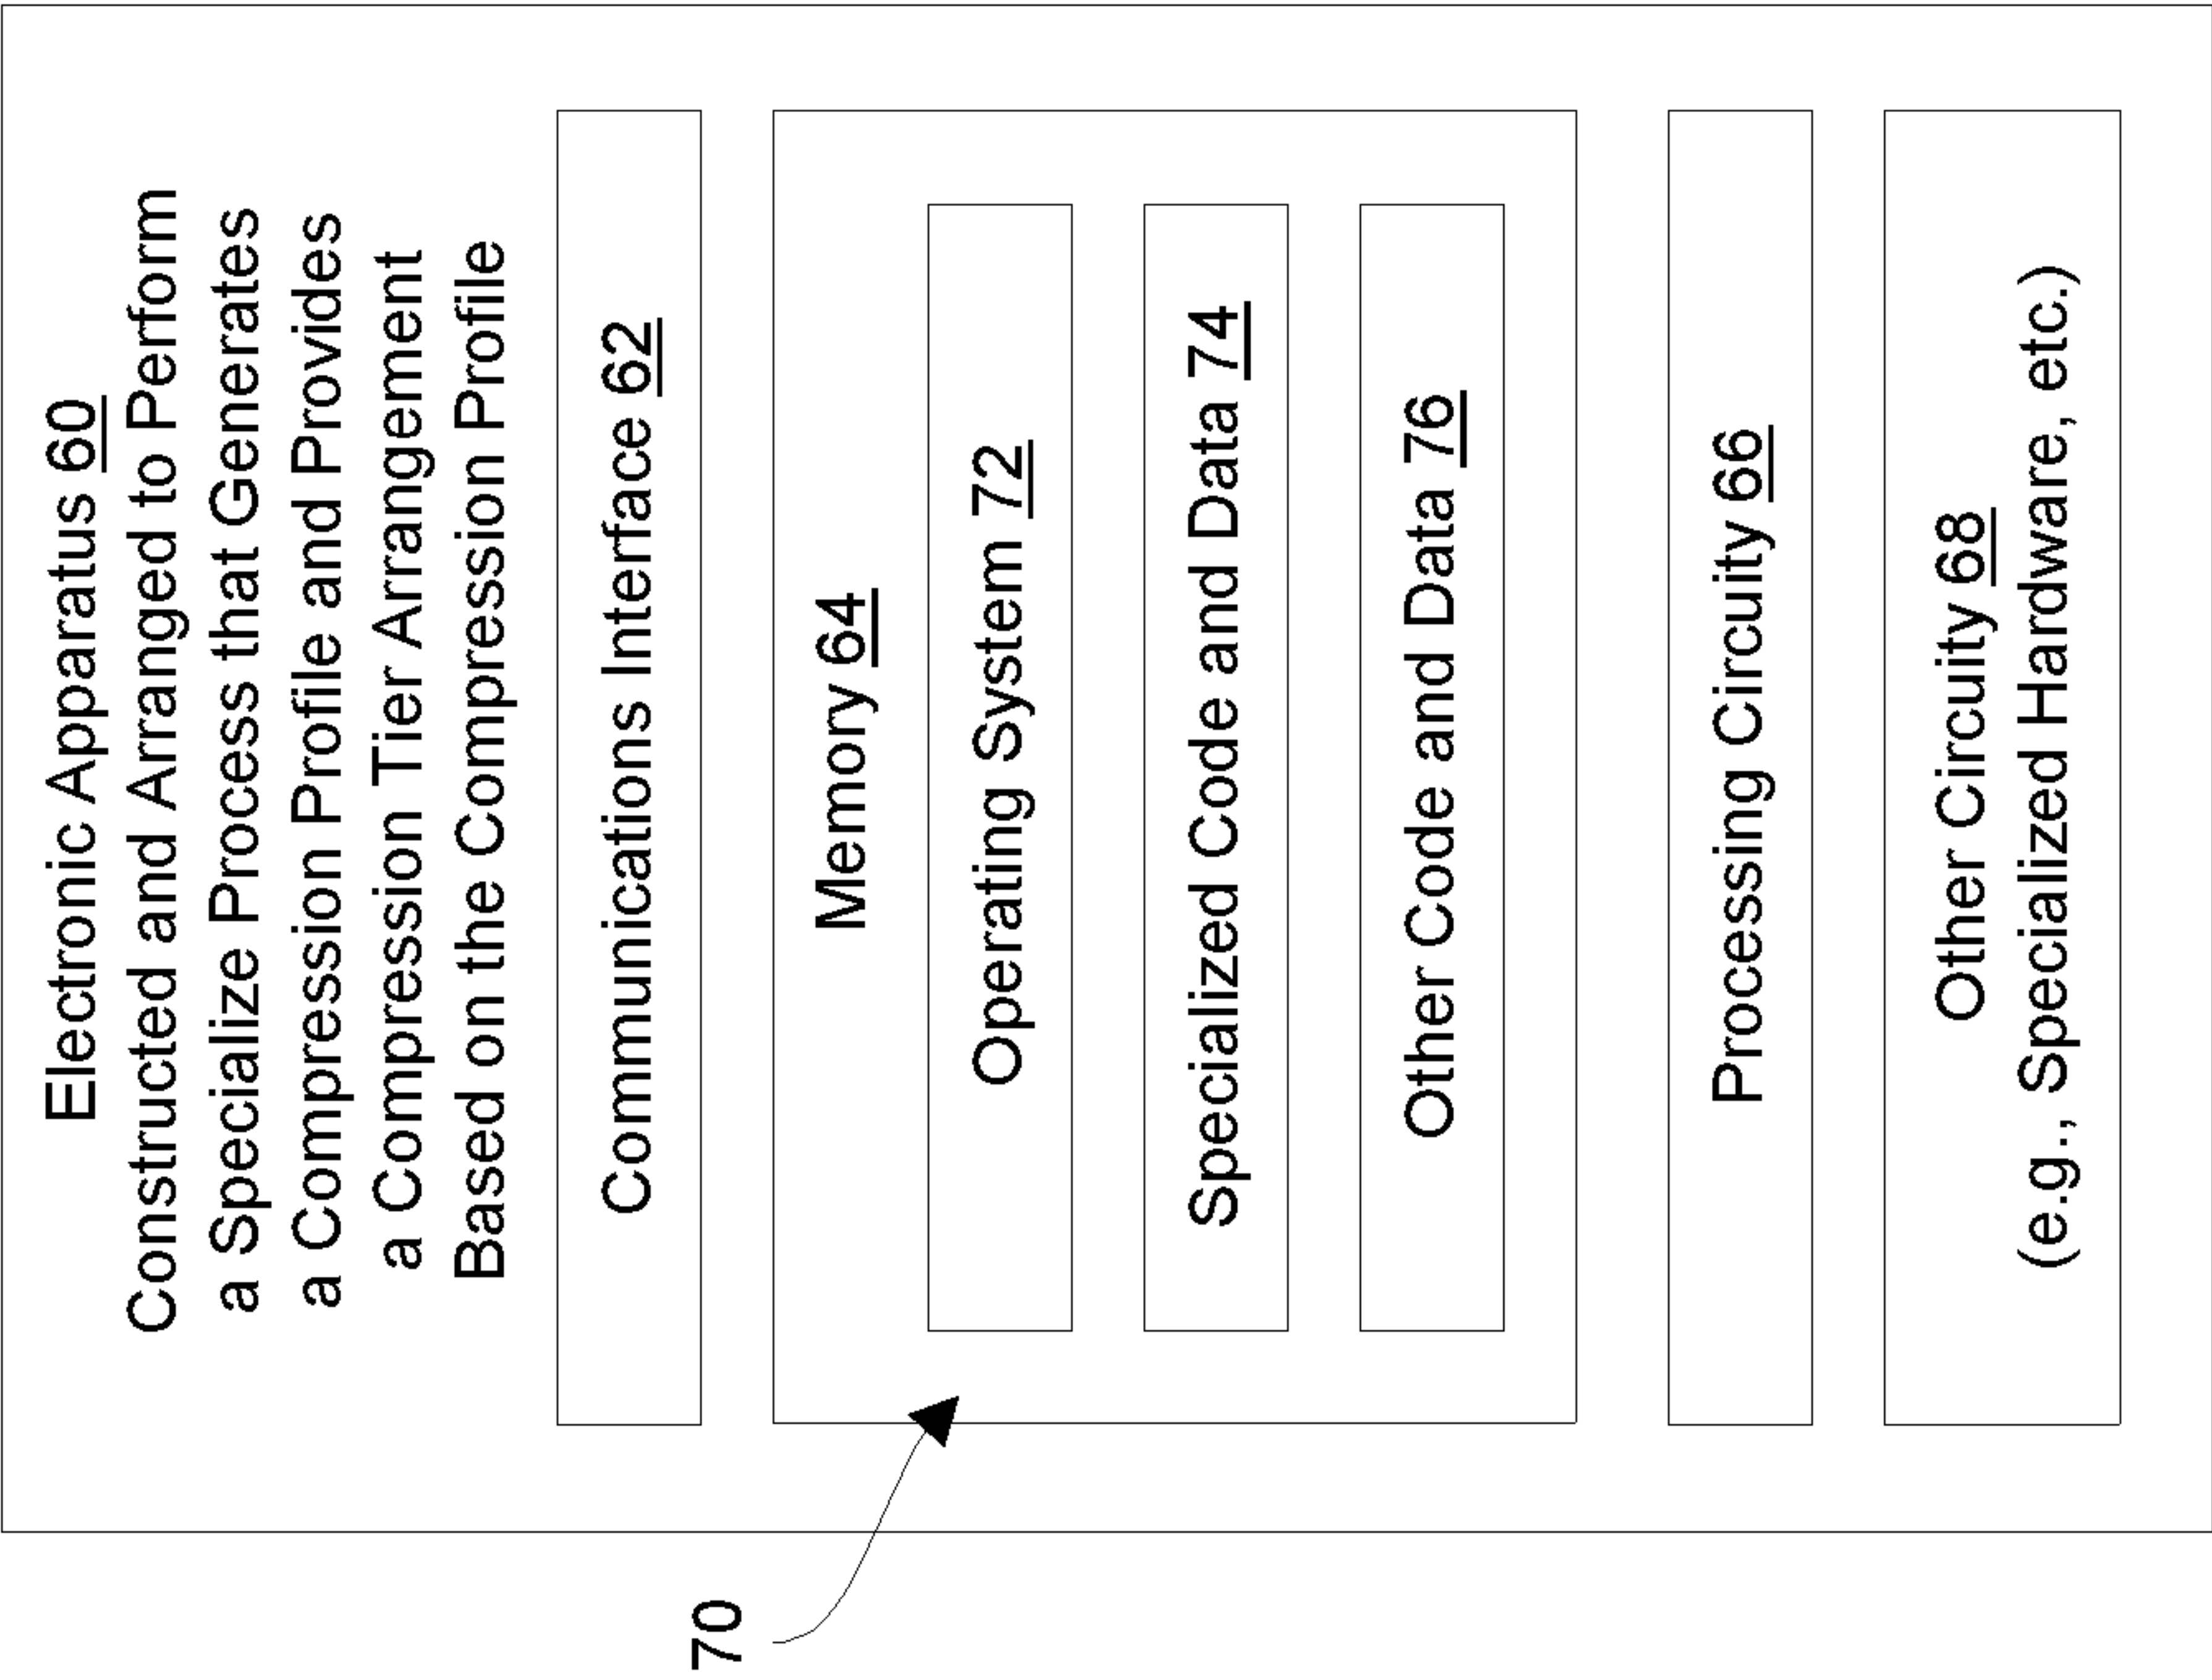 Electronic Apparatus 60
Constructed and Arranged to Perform
a Specialize Process that Generates
a Compression Profile and Provides
a Compression Tier Arrangement
Based on the Compression Profile
Communications Interface 62
Memory 64
Operating System 72
Specialized Code and Data 74
Other Code and Data 76
Processing Circuity 66
Other Circuity 68
(e.g., Specialized Hardware, etc.)
70